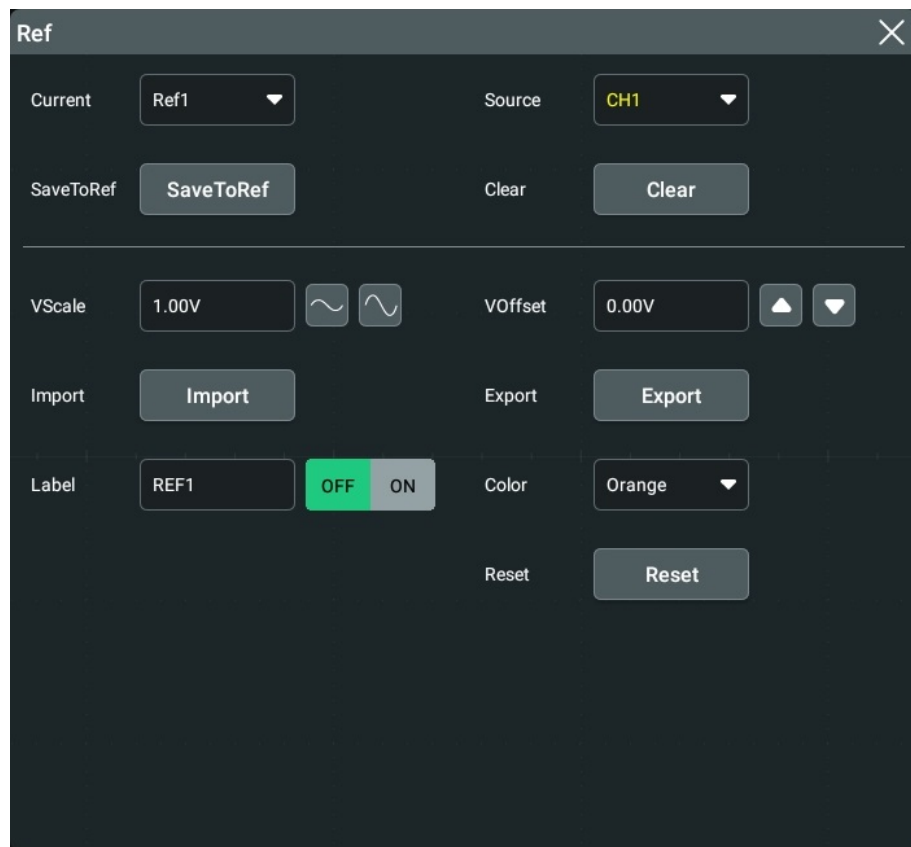 Ref
Current Ref1 Source CH1
SaveToRef SaveToRef Clear Clear
VScale 1.00V VOffset 0.00V
Import Import Export Export
Label REF1 OFF ON Color Orange
Reset Reset